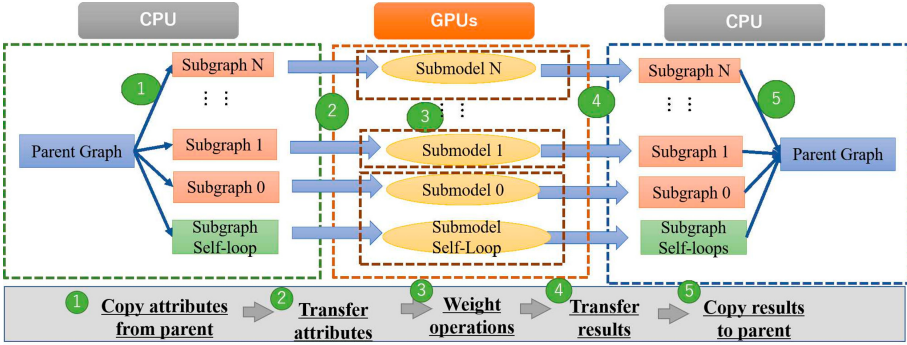 CPU
GPUs
CPU
Subgraph N
Submodel N
Subgraph N
1
2
3
4
5
Parent Graph
Subgraph 1
Submodel 1
Subgraph 1
Parent Graph
Subgraph 0
Submodel 0
Subgraph 0
Subgraph
Self-loop
Submodel
Self-Loop
Subgraph
Self-loops
1 Copy attributes
from parent
2 Transfer
attributes
3 Weight
operations
4 Transfer
results
5 Copy results
to parent